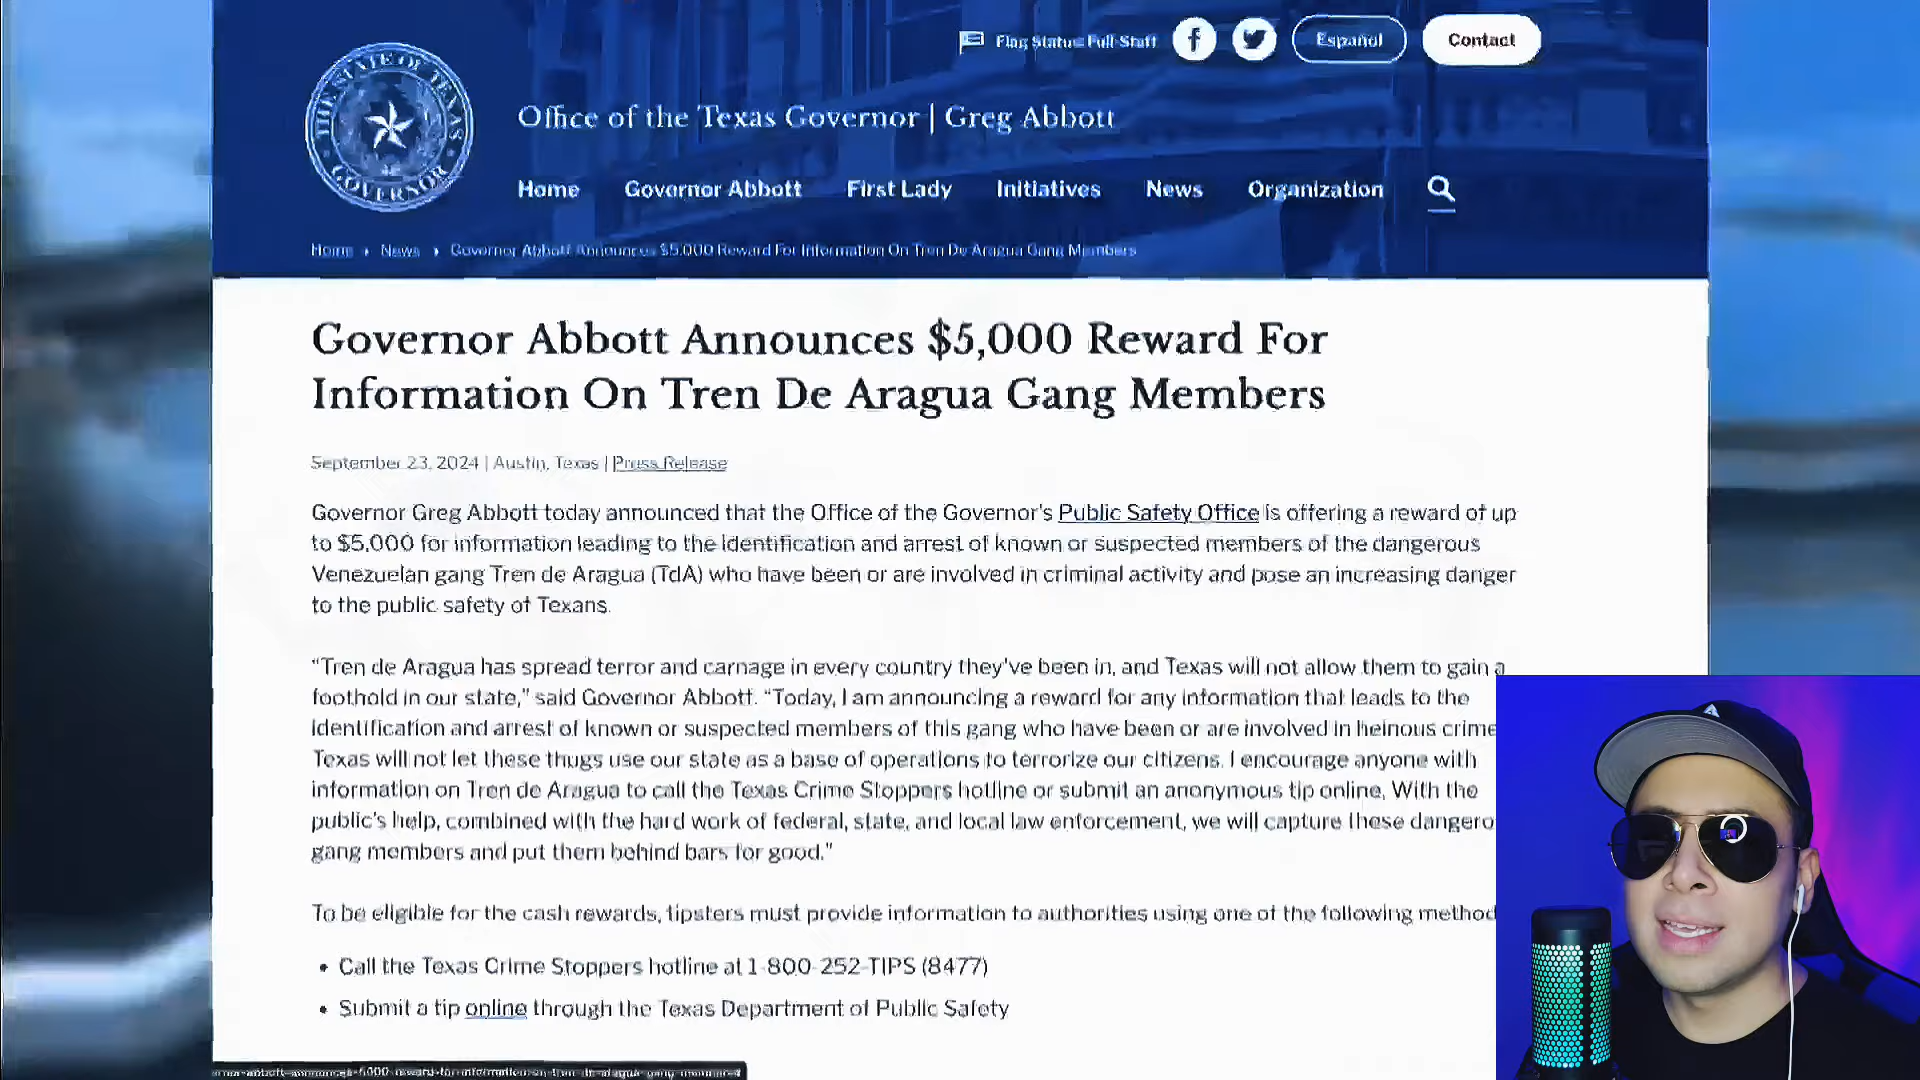 Flag Status: Full-Staff
Español
Contact
THE STATE OF TEXAS
GOVERNOR
Office of the Texas Governor | Greg Abbott
Home
Governor Abbott
First Lady
Initiatives
News
Organization
Home › News › Governor Abbott Announces $5,000 Reward For Information On Tren De Aragua Gang Members
Governor Abbott Announces $5,000 Reward For
Information On Tren De Aragua Gang Members
September 23, 2024 | Austin, Texas | Press Release
Governor Greg Abbott today announced that the Office of the Governor's Public Safety Office is offering a reward of up
to $5,000 for information leading to the identification and arrest of known or suspected members of the dangerous
Venezuelan gang Tren de Aragua (TdA) who have been or are involved in criminal activity and pose an increasing danger
to the public safety of Texans.
“Tren de Aragua has spread terror and carnage in every country they've been in, and Texas will not allow them to gain a
foothold in our state,” said Governor Abbott. “Today, I am announcing a reward for any information that leads to the
identification and arrest of known or suspected members of this gang who have been or are involved in heinous crime
Texas will not let these thugs use our state as a base of operations to terrorize our citizens. I encourage anyone with
information on Tren de Aragua to call the Texas Crime Stoppers hotline or submit an anonymous tip online. With the
public's help, combined with the hard work of federal, state, and local law enforcement, we will capture these dangero
gang members and put them behind bars for good.”
To be eligible for the cash rewards, tipsters must provide information to authorities using one of the following method
• Call the Texas Crime Stoppers hotline at 1-800-252-TIPS (8477)
• Submit a tip online through the Texas Department of Public Safety